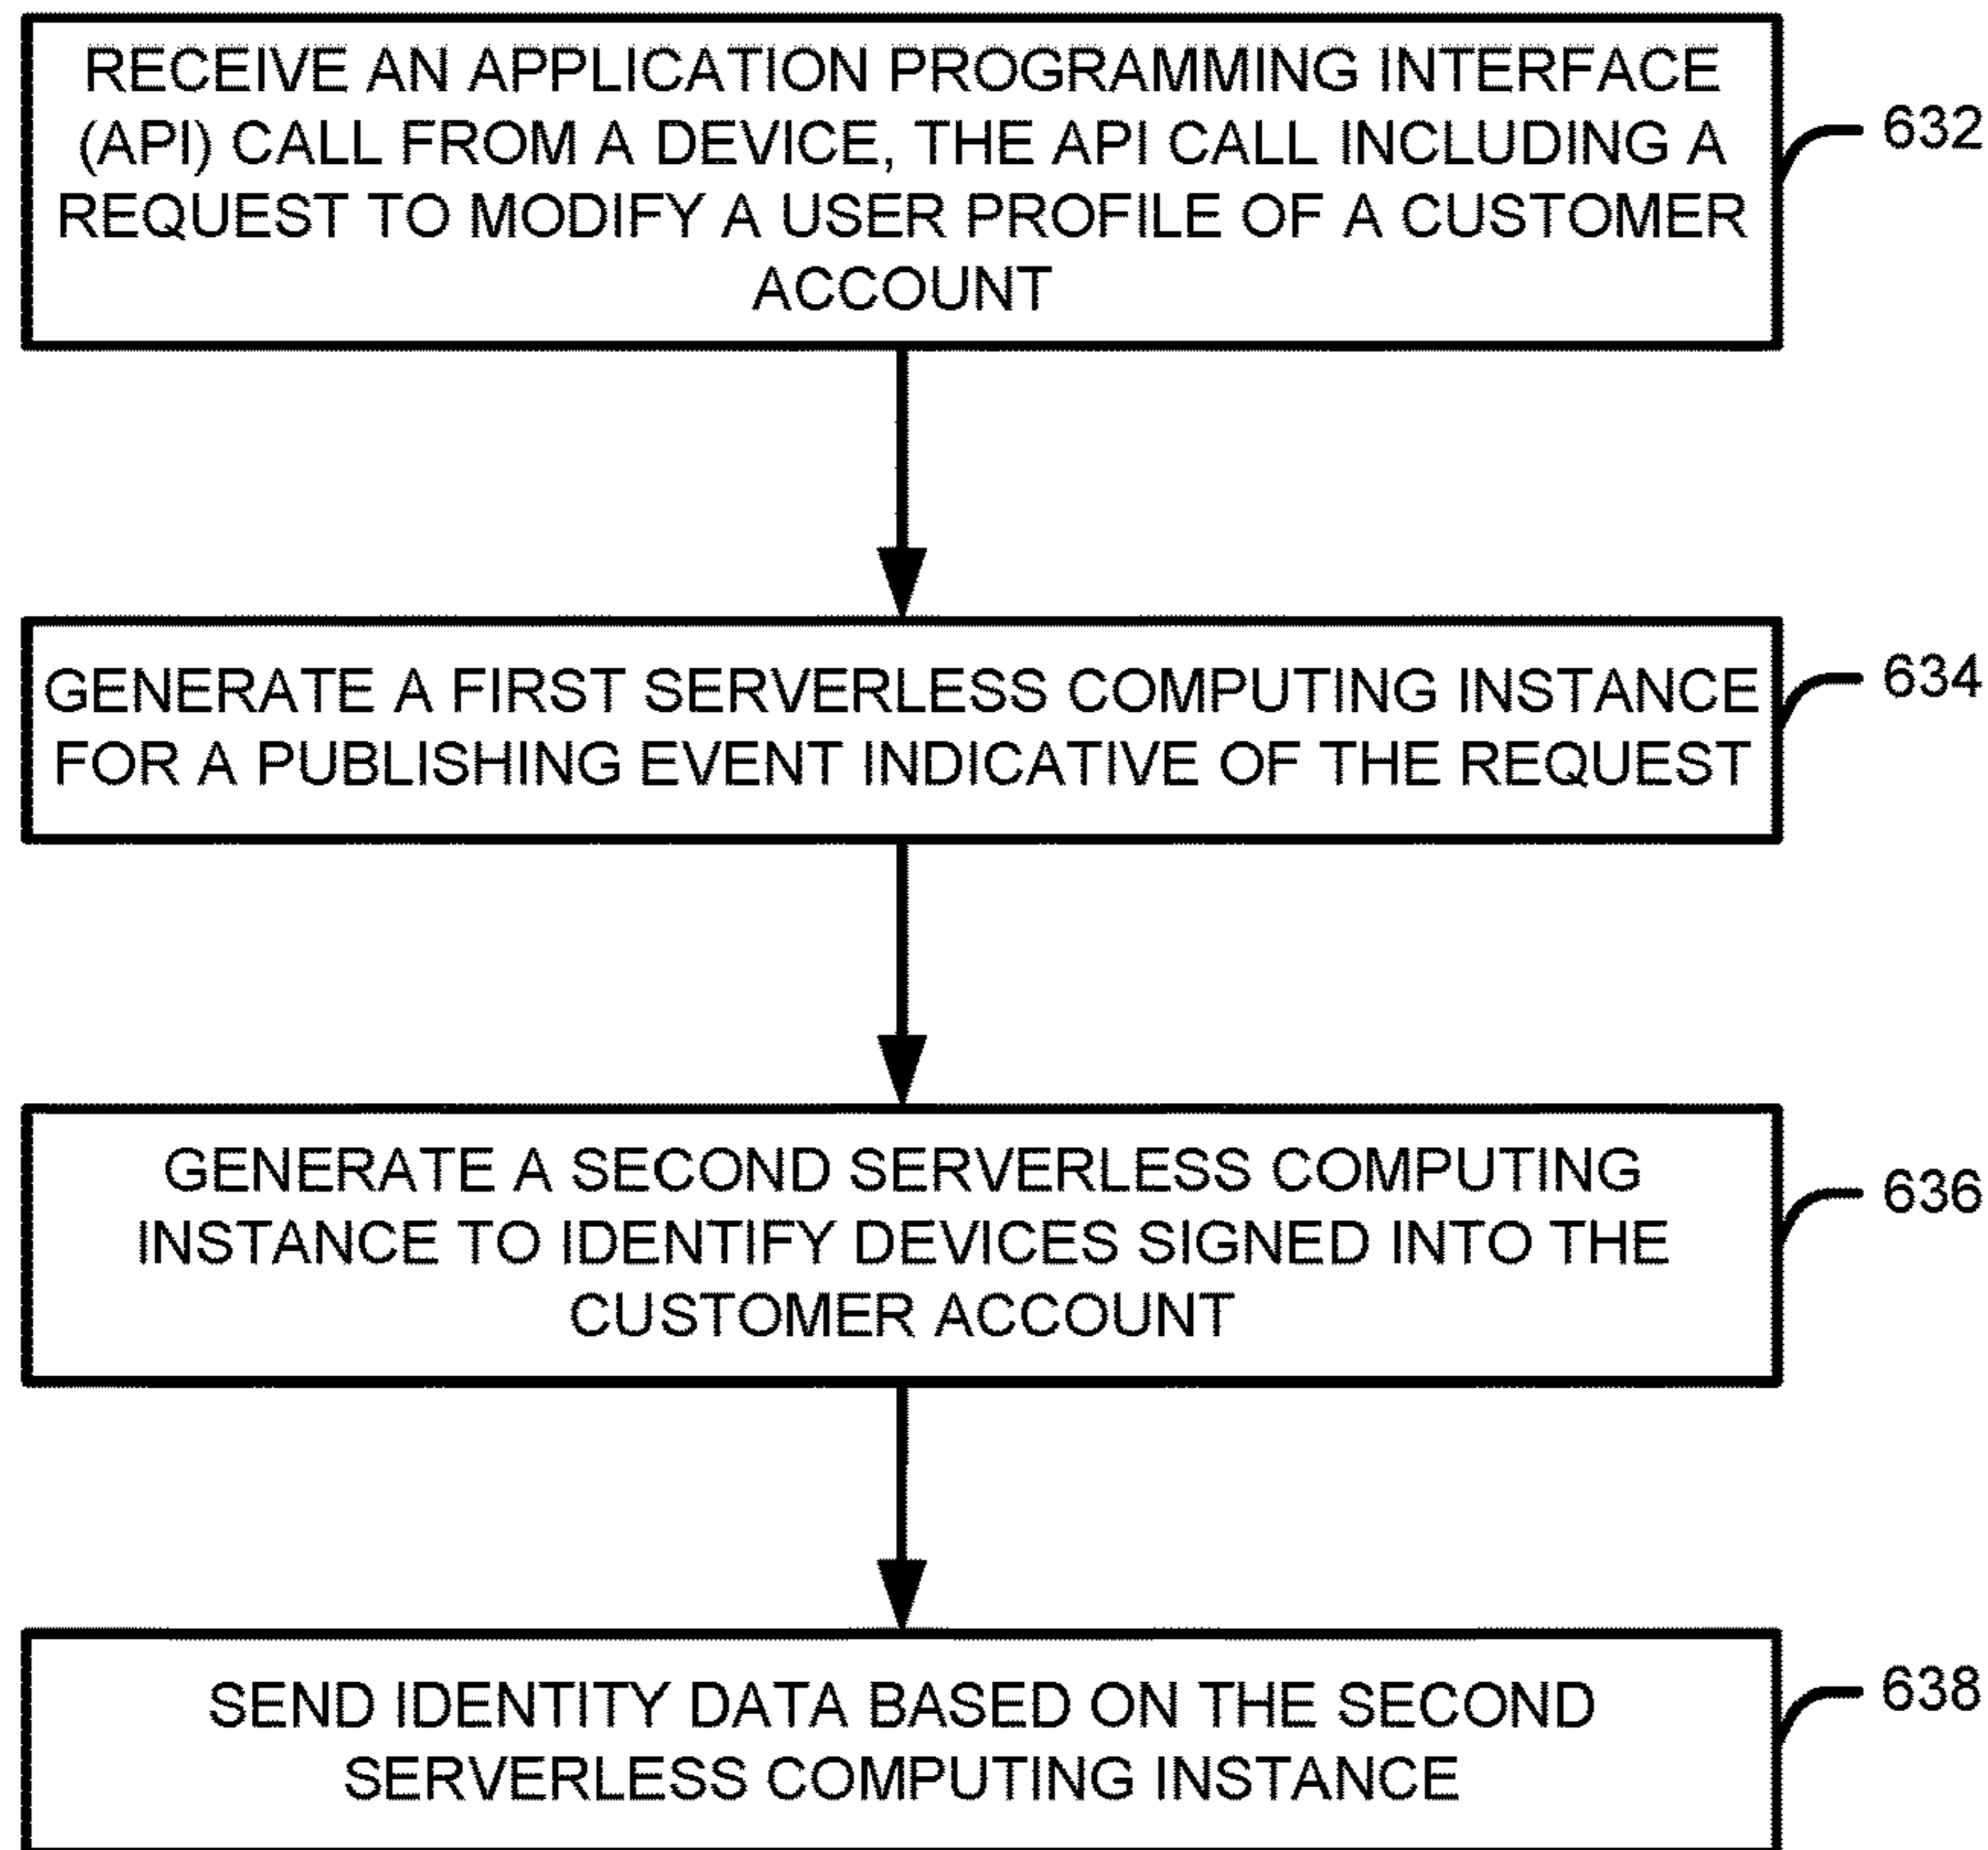 RECEIVE AN APPLICATION PROGRAMMING INTERFACE
(API) CALL FROM A DEVICE, THE API CALL INCLUDING A
REQUEST TO MODIFY A USER PROFILE OF A CUSTOMER
ACCOUNT
632
GENERATE A FIRST SERVERLESS COMPUTING INSTANCE
FOR A PUBLISHING EVENT INDICATIVE OF THE REQUEST
634
GENERATE A SECOND SERVERLESS COMPUTING
INSTANCE TO IDENTIFY DEVICES SIGNED INTO THE
CUSTOMER ACCOUNT
636
SEND IDENTITY DATA BASED ON THE SECOND
SERVERLESS COMPUTING INSTANCE
638